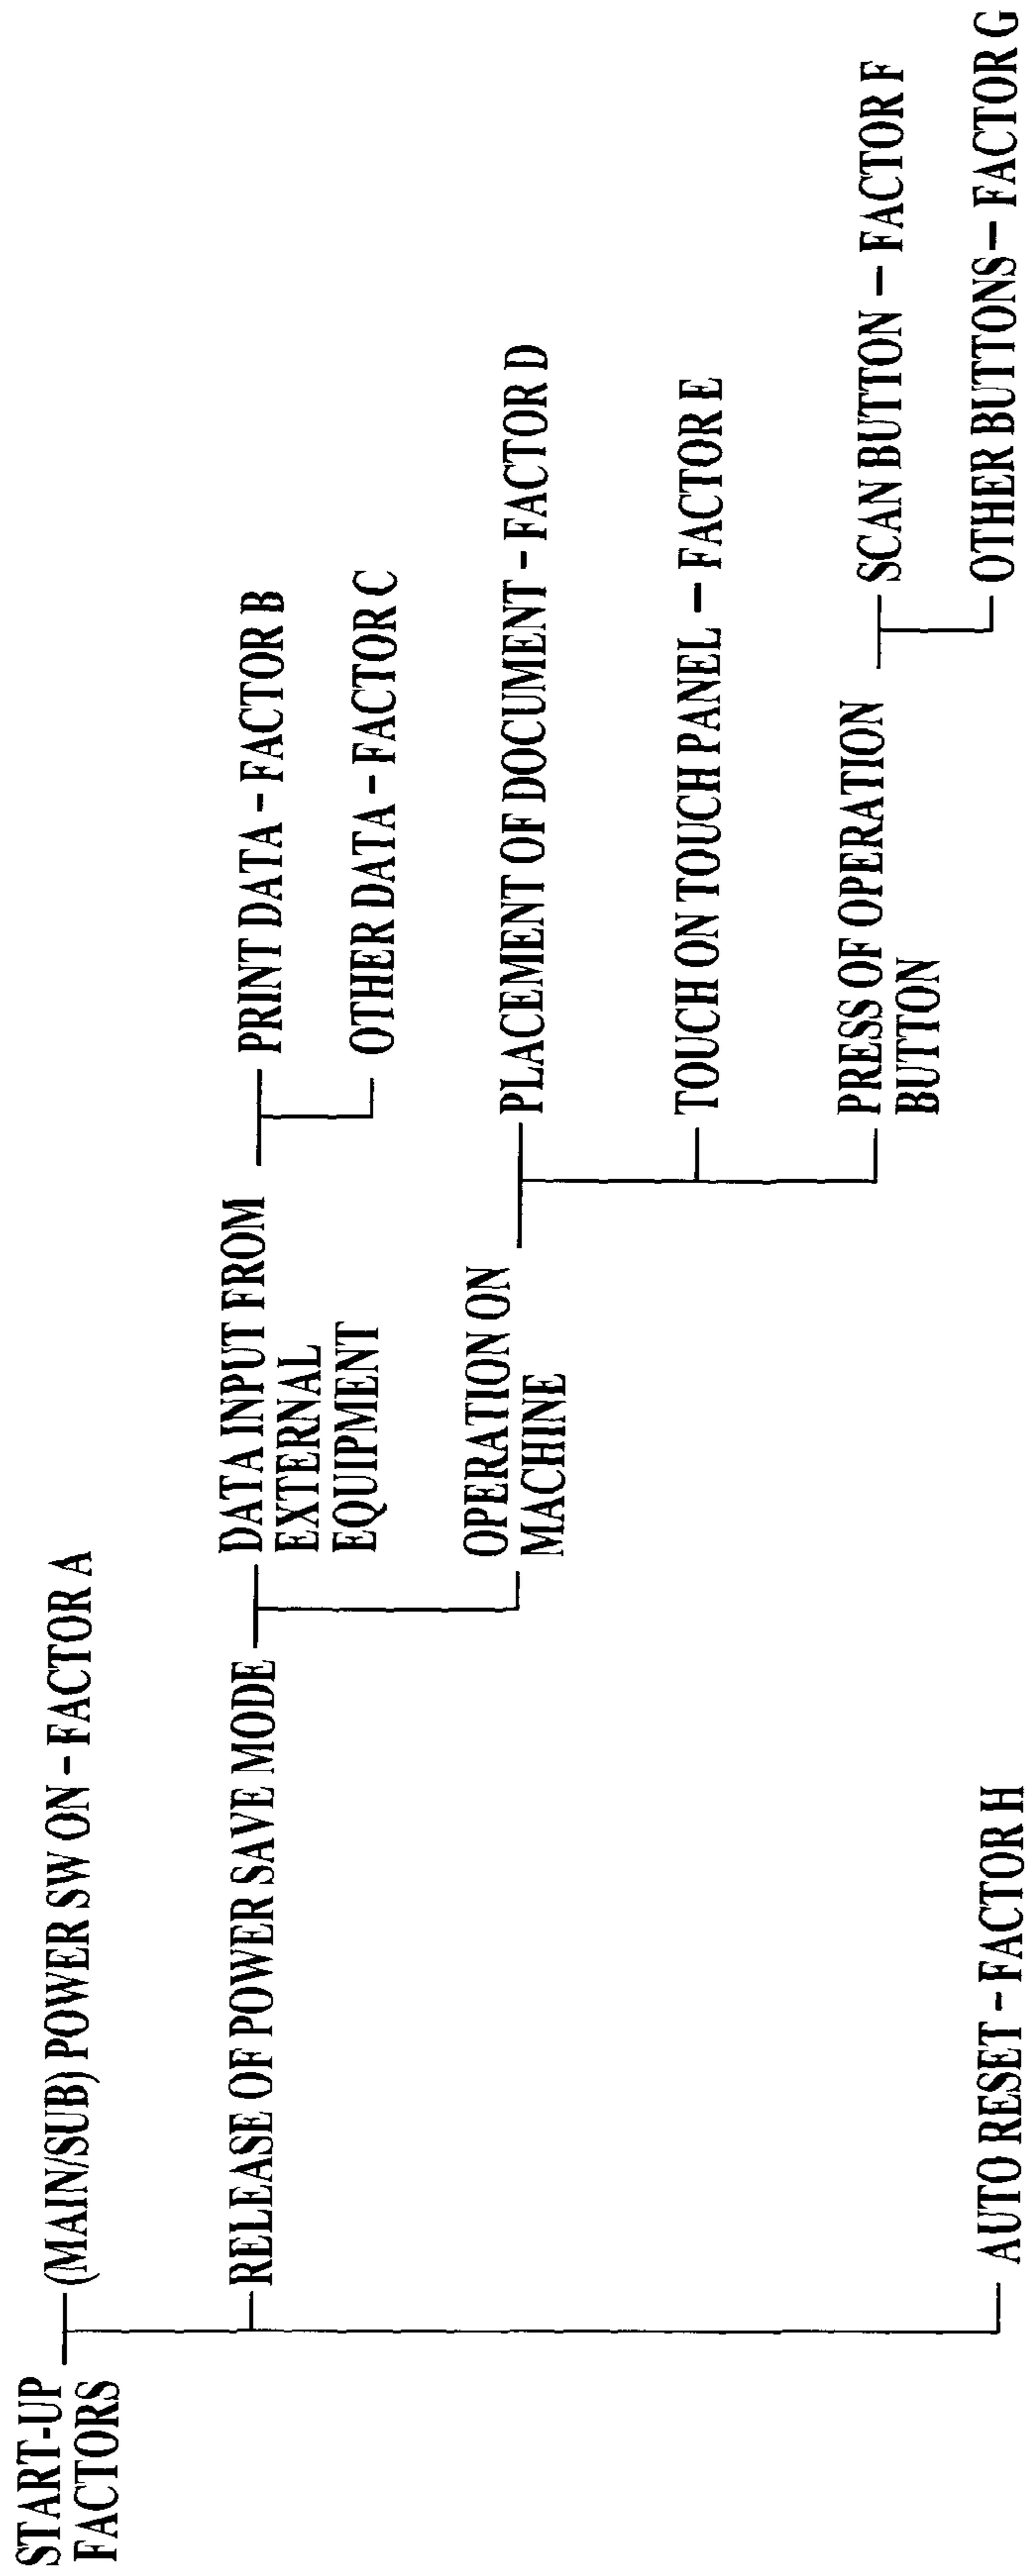 START-UP
FACTORS
(MAIN/SUB) POWER SW ON – FACTOR A
RELEASE OF POWER SAVE MODE
DATA INPUT FROM
EXTERNAL
EQUIPMENT
PRINT DATA – FACTOR B
OTHER DATA – FACTOR C
OPERATION ON
MACHINE
PLACEMENT OF DOCUMENT – FACTOR D
TOUCH ON TOUCH PANEL – FACTOR E
PRESS OF OPERATION
BUTTON
SCAN BUTTON – FACTOR F
OTHER BUTTONS – FACTOR G
AUTO RESET – FACTOR H